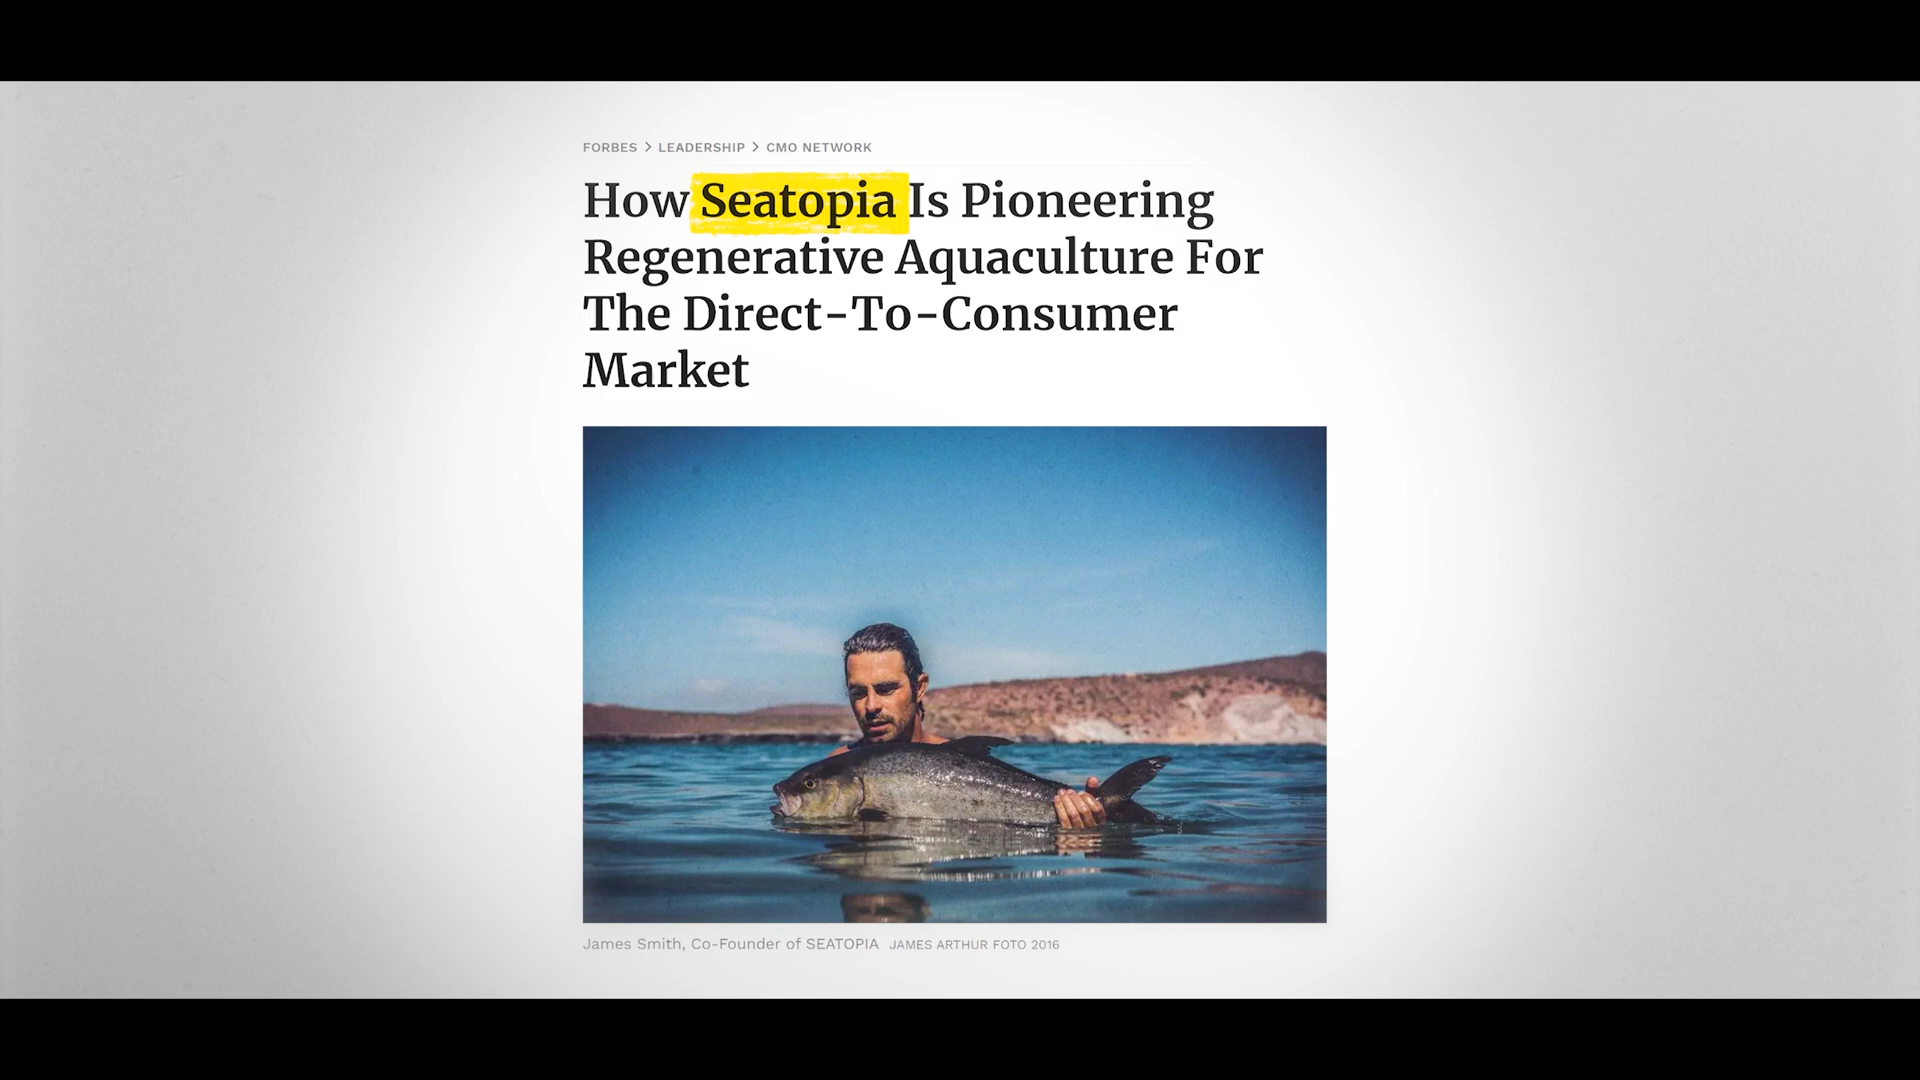 FORBES > LEADERSHIP > CMO NETWORK
How Seatopia Is Pioneering
Regenerative Aquaculture For
The Direct-To-Consumer
Market
James Smith, Co-Founder of SEATOPIA JAMES ARTHUR FOTO 2016